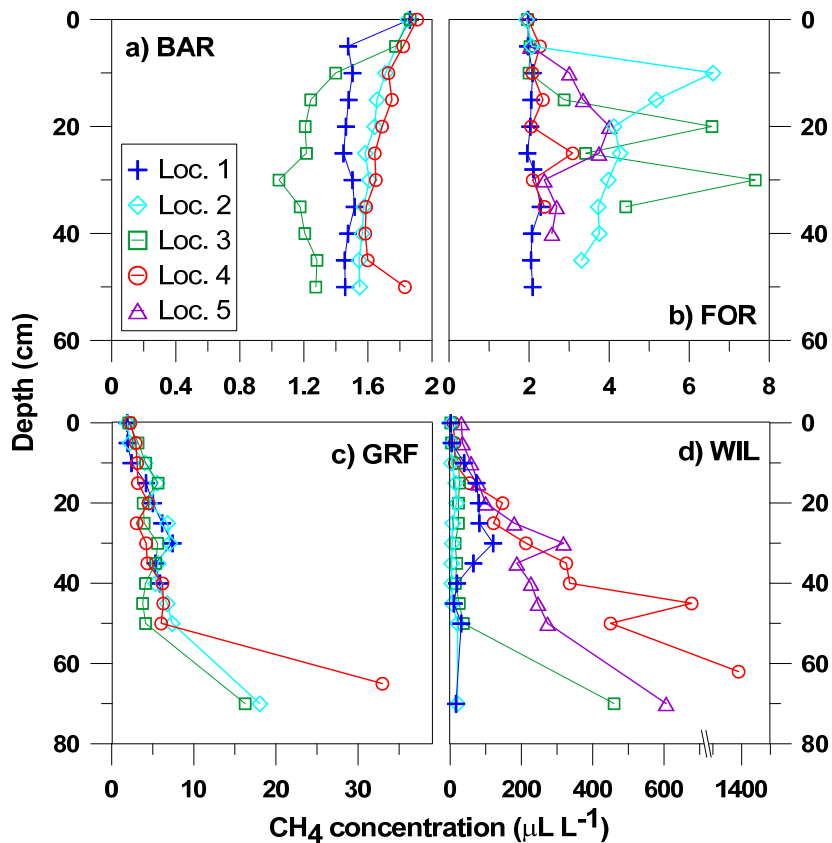 0
20
40
60
a) BAR
Loc. 1
Loc. 2
Loc. 3
Loc. 4
Loc. 5
0
20
40
60
b) FOR
0 0.4 1.2 1.6 2
2 4 6 8
Depth (cm)
0
20
40
60
80
c) GRF
d) WIL
0
20
40
60
80
0 10 20 30
0 200 400 600 1400
CH4 concentration (μL L-1)